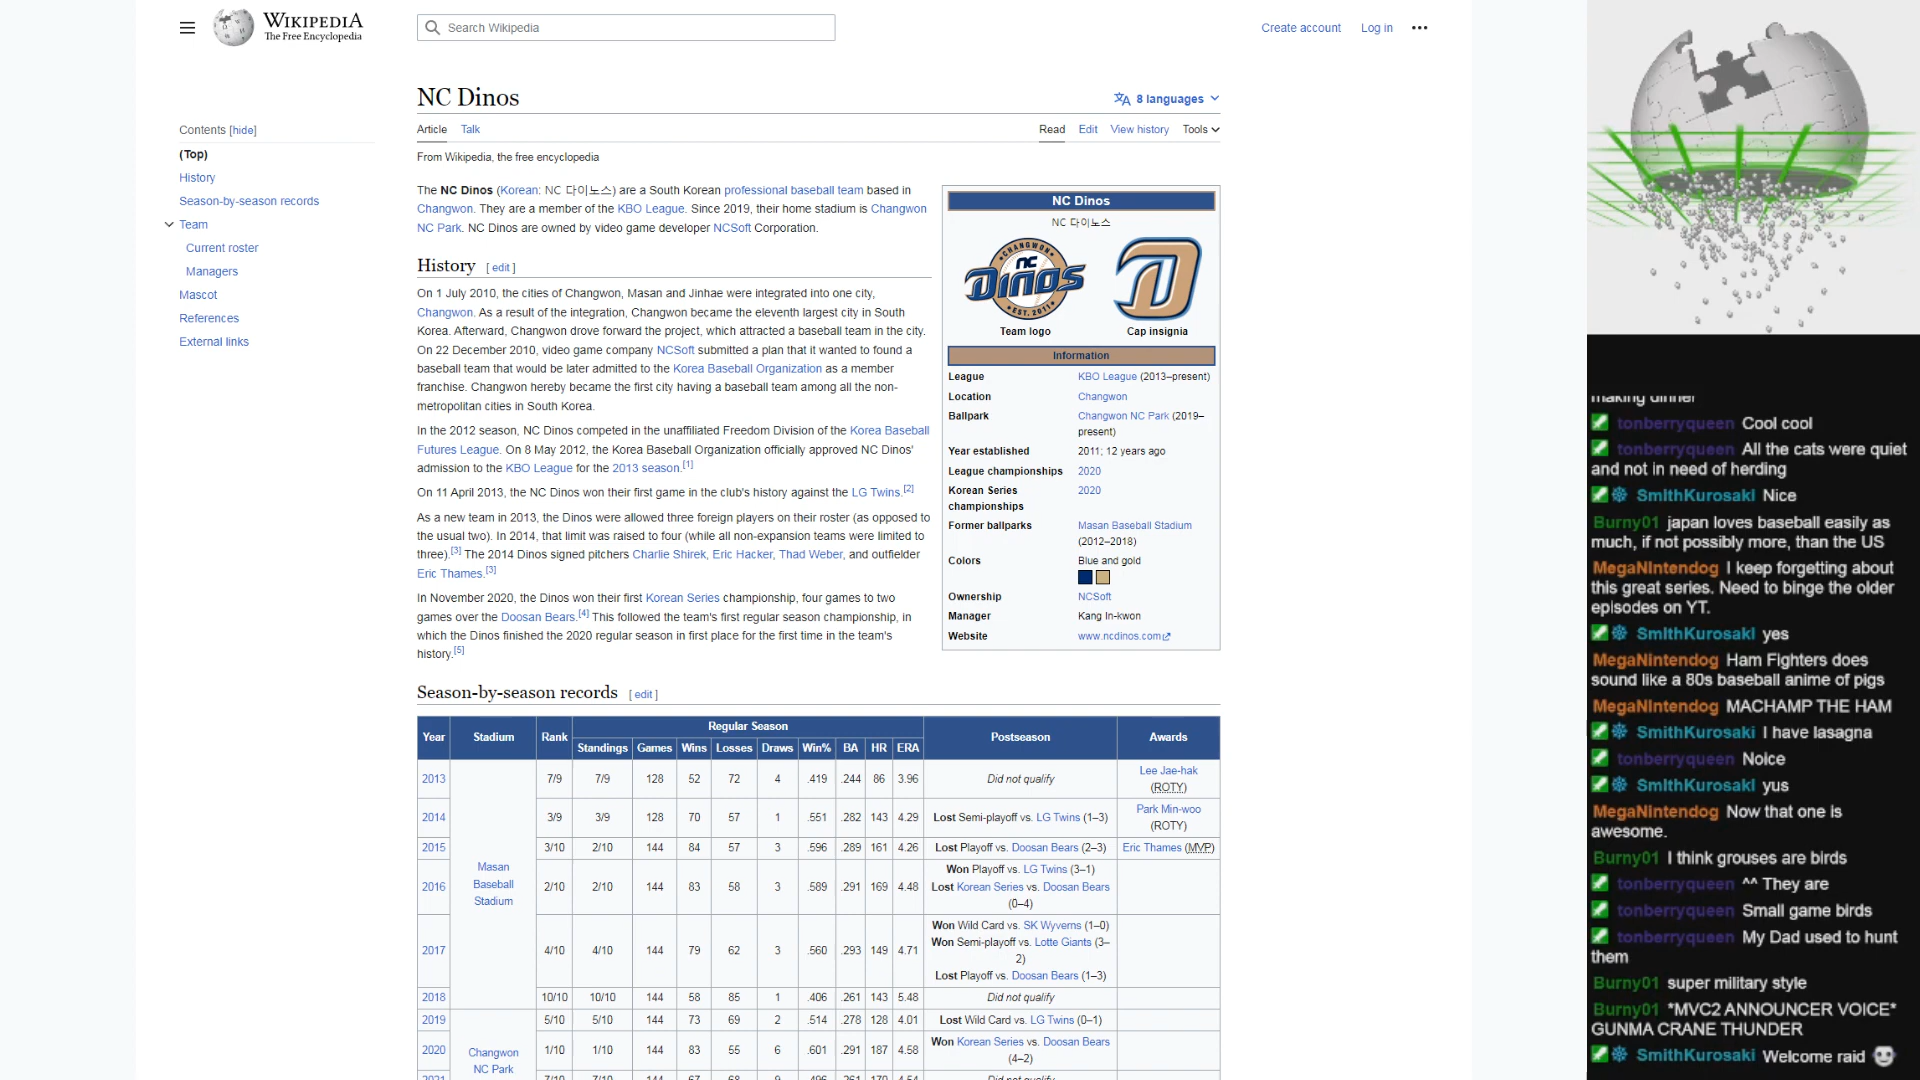 WIKIPEDIA
The Free Encyclopedia
Search Wikipedia
Create account
Log in
Contents [hide]
(Top)
History
Season-by-season records
Team
Current roster
Managers
Mascot
References
External links
NC Dinos
8 languages
Article
Talk
Read
Edit
View history
Tools
From Wikipedia, the free encyclopedia
The NC Dinos (Korean: NC 다이노스) are a South Korean professional baseball team based in
Changwon. They are a member of the KBO League. Since 2019, their home stadium is Changwon
NC Park. NC Dinos are owned by video game developer NCSoft Corporation.
History [ edit ]
On 1 July 2010, the cities of Changwon, Masan and Jinhae were integrated into one city,
Changwon. As a result of the integration, Changwon became the eleventh largest city in South
Korea. Afterward, Changwon drove forward the project, which attracted a baseball team in the city.
On 22 December 2010, video game company NCSoft submitted a plan that it wanted to found a
baseball team that would be later admitted to the Korea Baseball Organization as a member
franchise. Changwon hereby became the first city having a baseball team among all the non-
metropolitan cities in South Korea.
In the 2012 season, NC Dinos competed in the unaffiliated Freedom Division of the Korea Baseball
Futures League. On 8 May 2012, the Korea Baseball Organization officially approved NC Dinos'
admission to the KBO League for the 2013 season.[1]
On 11 April 2013, the NC Dinos won their first game in the club's history against the LG Twins.[2]
As a new team in 2013, the Dinos were allowed three foreign players on their roster (as opposed to
the usual two). In 2014, that limit was raised to four (while all non-expansion teams were limited to
three).[3] The 2014 Dinos signed pitchers Charlie Shirek, Eric Hacker, Thad Weber, and outfielder
Eric Thames.[3]
In November 2020, the Dinos won their first Korean Series championship, four games to two
games over the Doosan Bears.[4] This followed the team's first regular season championship, in
which the Dinos finished the 2020 regular season in first place for the first time in the team's
history.[5]
NC Dinos
NC 다이노스
CHANGWON
NC
DINOS
EST. 2011
D
Team logo
Cap insignia
Information
League KBO League (2013–present)
Location Changwon
Ballpark Changwon NC Park (2019–
present)
Year established 2011; 12 years ago
League championships 2020
Korean Series 2020
championships
Former ballparks Masan Baseball Stadium
(2012–2018)
Colors Blue and gold
Ownership NCSoft
Manager Kang In-kwon
Website www.ncdinos.com
Season-by-season records [ edit ]
Year Stadium Rank Regular Season Postseason Awards
Standings Games Wins Losses Draws Win% BA HR ERA
2013 7/9 7/9 128 52 72 4 .419 .244 86 3.96 Did not qualify Lee Jae-hak
(ROTY)
2014 3/9 3/9 128 70 57 1 .551 .282 143 4.29 Lost Semi-playoff vs. LG Twins (1–3) Park Min-woo
(ROTY)
2015 3/10 2/10 144 84 57 3 .596 .289 161 4.26 Lost Playoff vs. Doosan Bears (2–3) Eric Thames (MVP)
Masan
Baseball
Stadium
2016 2/10 2/10 144 83 58 3 .589 .291 169 4.48 Won Playoff vs. LG Twins (3–1)
Lost Korean Series vs. Doosan Bears
(0–4)
2017 4/10 4/10 144 79 62 3 .560 .293 149 4.71 Won Wild Card vs. SK Wyverns (1–0)
Won Semi-playoff vs. Lotte Giants (3–
2)
Lost Playoff vs. Doosan Bears (1–3)
2018 10/10 10/10 144 58 85 1 .406 .261 143 5.48 Did not qualify
2019 5/10 5/10 144 73 69 2 .514 .278 128 4.01 Lost Wild Card vs. LG Twins (0–1)
Changwon
NC Park
2020 1/10 1/10 144 83 55 6 .601 .291 187 4.58 Won Korean Series vs. Doosan Bears
(4–2)
2021 7/10 7/10 144 67 68 9 .496 .261 170 4.54 Did not qualify
making dinner
tonberryqueen Cool cool
tonberryqueen All the cats were quiet
and not in need of herding
SmithKurosaki Nice
Burny01 japan loves baseball easily as
much, if not possibly more, than the US
MegaNintendog I keep forgetting about
this great series. Need to binge the older
episodes on YT.
SmithKurosaki yes
MegaNintendog Ham Fighters does
sound like a 80s baseball anime of pigs
MegaNintendog MACHAMP THE HAM
SmithKurosaki I have lasagna
tonberryqueen Noice
SmithKurosaki yus
MegaNintendog Now that one is
awesome.
Burny01 I think grouses are birds
tonberryqueen ^^ They are
tonberryqueen Small game birds
tonberryqueen My Dad used to hunt
them
Burny01 super military style
Burny01 *MVC2 ANNOUNCER VOICE*
GUNMA CRANE THUNDER
SmithKurosaki Welcome raid